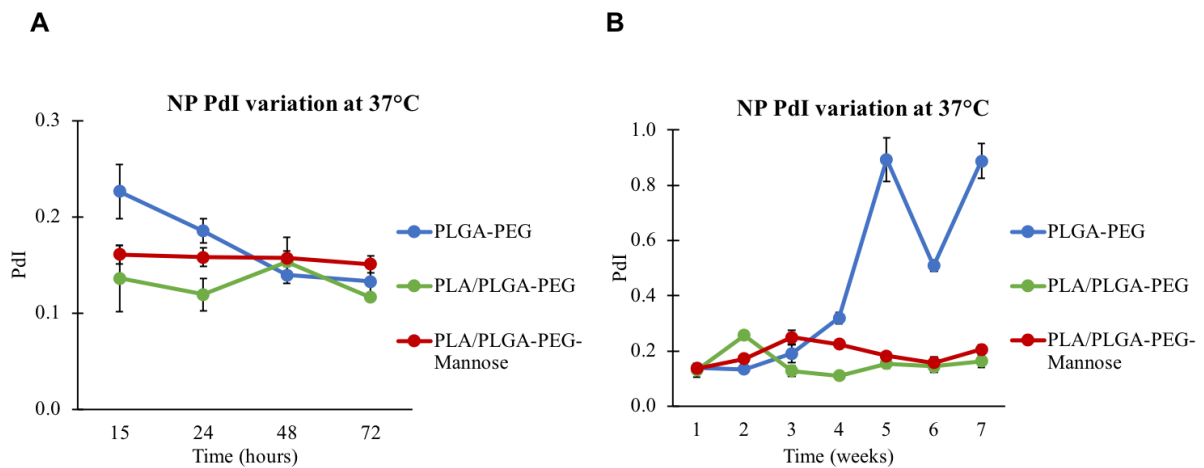 A
NP PdI variation at 37°C
0.3
0.2
0.1
0.0
PdI
15 24 48 72
Time (hours)
PLGA-PEG
PLA/PLGA-PEG
PLA/PLGA-PEG-
Mannose
B
NP PdI variation at 37°C
1.0
0.8
0.6
0.4
0.2
0.0
PdI
1 2 3 4 5 6 7
Time (weeks)
PLGA-PEG
PLA/PLGA-PEG
PLA/PLGA-PEG-
Mannose